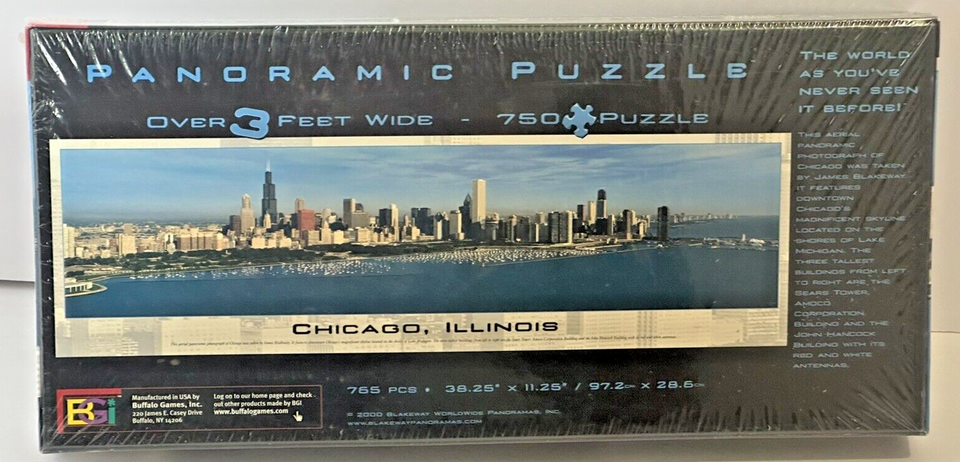 PANORAMIC PUZZLE
OVER 3 FEET WIDE - 750 PUZZLE
THE WORLD
AS YOU'VE
NEVER SEEN
IT BEFORE!
THIS AERIAL
PANORAMIC
PHOTOGRAPH OF
CHICAGO WAS TAKEN
BY JAMES BLAKEWAY.
IT FEATURES
DOWNTOWN
CHICAGO'S
MAGNIFICENT SKYLINE
LOCATED ON THE
SHORES OF LAKE
MICHIGAN. THE
THREE TALLEST
BUILDINGS FROM LEFT
TO RIGHT ARE THE
SEARS TOWER,
AMOCO
CORPORATION
BUILDING AND THE
JOHN HANCOCK
BUILDING WITH ITS
RED AND WHITE
ANTENNAS.
CHICAGO, ILLINOIS
765 PCS • 38.25" X 11.25" / 97.2CM X 28.6CM
© 2000 BLAKEWAY WORLDWIDE PANORAMAS, INC.
WWW.BLAKEWAYPANORAMAS.COM
BGI
Manufactured in USA by
Buffalo Games, Inc.
220 James E. Casey Drive
Buffalo, NY 14206
Log on to our home page and check
out other products made by BGI
www.buffalogames.com